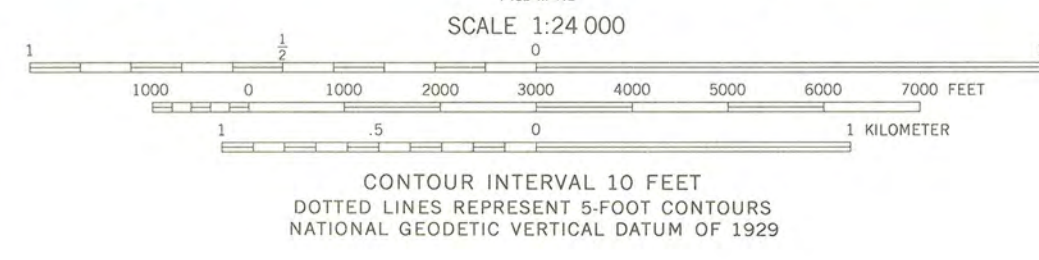 SCALE 1:24 000
1 1/2 0
1000 0 1000 2000 3000 4000 5000 6000 7000 FEET
1 .5 0 1 KILOMETER
CONTOUR INTERVAL 10 FEET
DOTTED LINES REPRESENT 5-FOOT CONTOURS
NATIONAL GEODETIC VERTICAL DATUM OF 1929